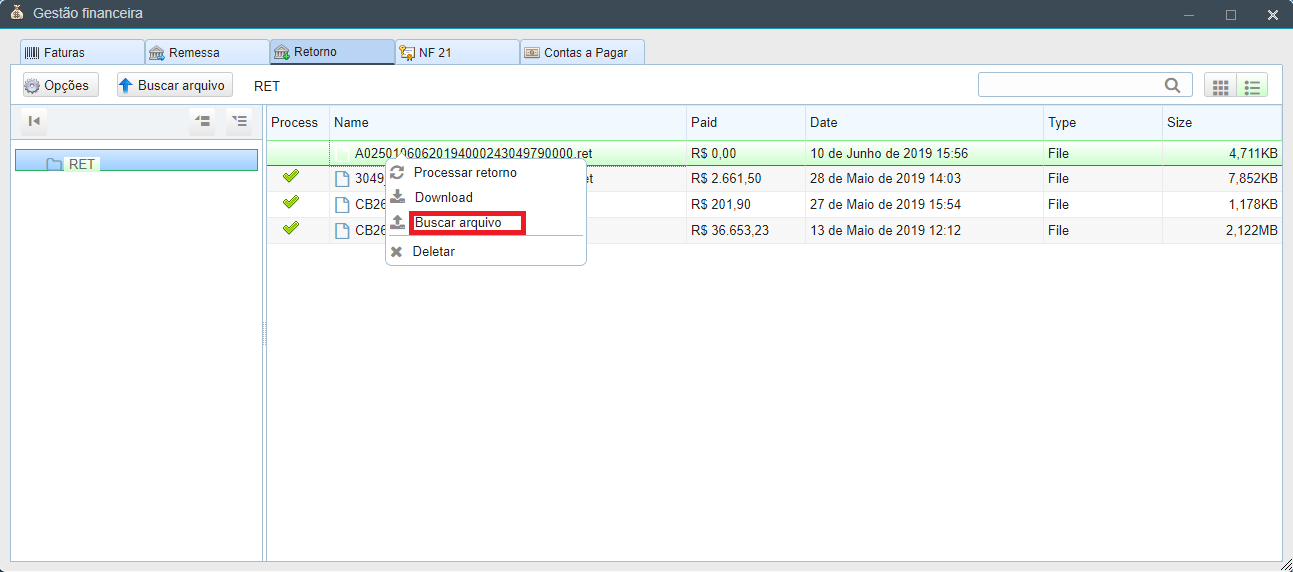 Gestão financeira
Faturas Remessa Retorno NF 21 Contas a Pagar
Opções Buscar arquivo RET
Process Name Paid Date Type Size
RET
A02501060620194000243049790000.ret R$ 0,00 10 de Junho de 2019 15:56 File 4,711KB
3049 et R$ 2.661,50 28 de Maio de 2019 14:03 File 7,852KB
CB26 R$ 201,90 27 de Maio de 2019 15:54 File 1,178KB
CB26 R$ 36.653,23 13 de Maio de 2019 12:12 File 2,122MB
Processar retorno
Download
Buscar arquivo
Deletar